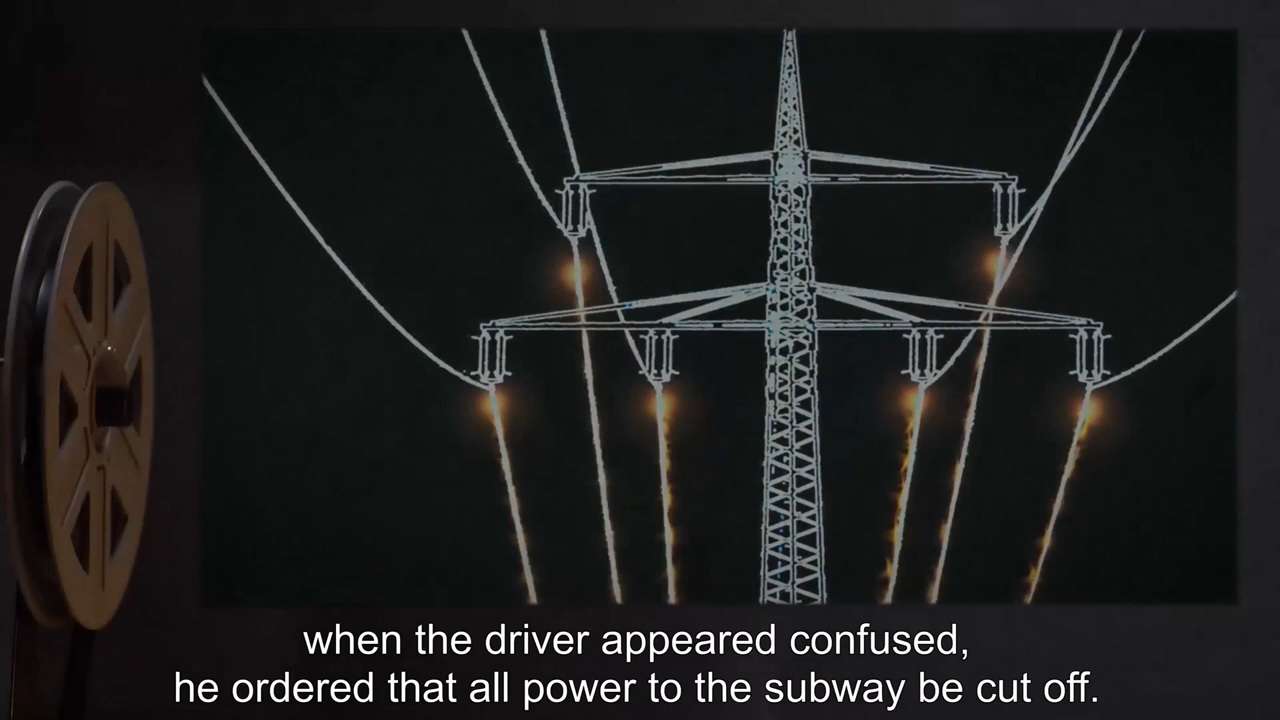 when the driver appeared confused,
he ordered that all power to the subway be cut off.